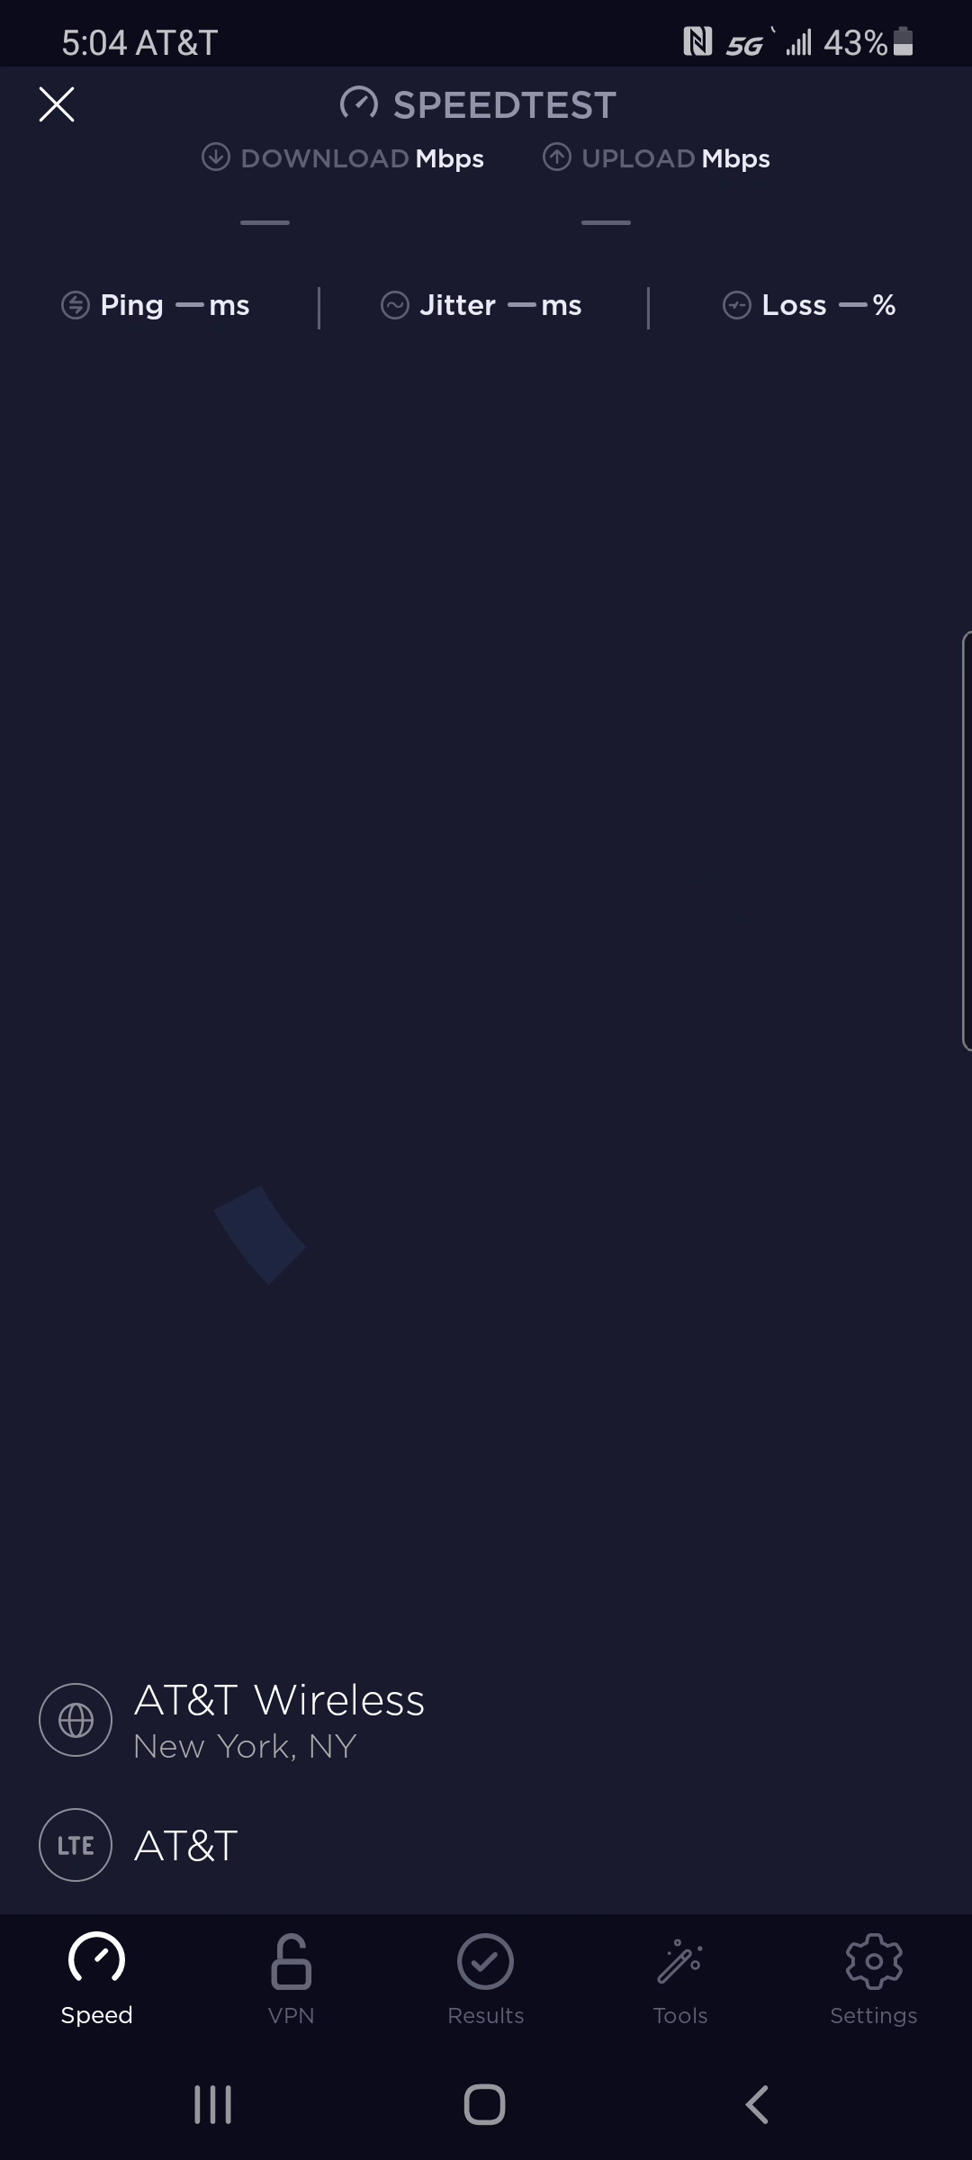 5:04 AT&T 5G 43%
SPEEDTEST
DOWNLOAD Mbps UPLOAD Mbps
— —
Ping — ms Jitter — ms Loss — %
AT&T Wireless
New York, NY
LTE AT&T
Speed VPN Results Tools Settings